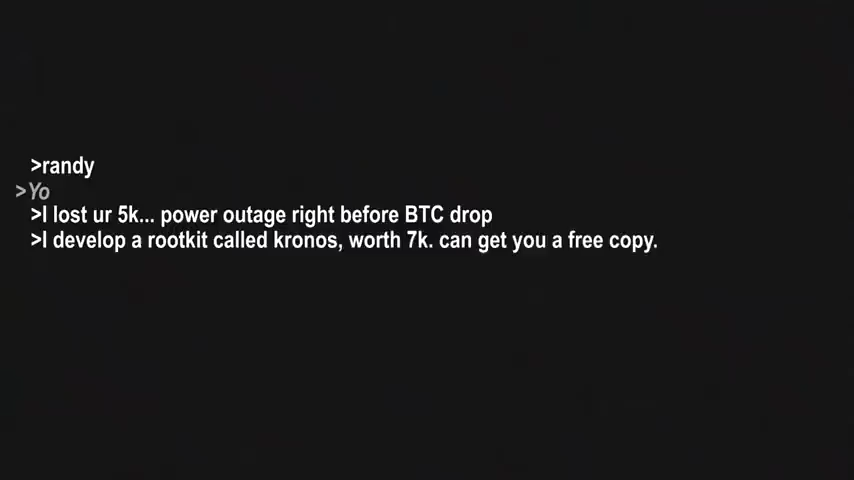 >randy
>Yo
>I lost ur 5k... power outage right before BTC drop
>I develop a rootkit called kronos, worth 7k. can get you a free copy.